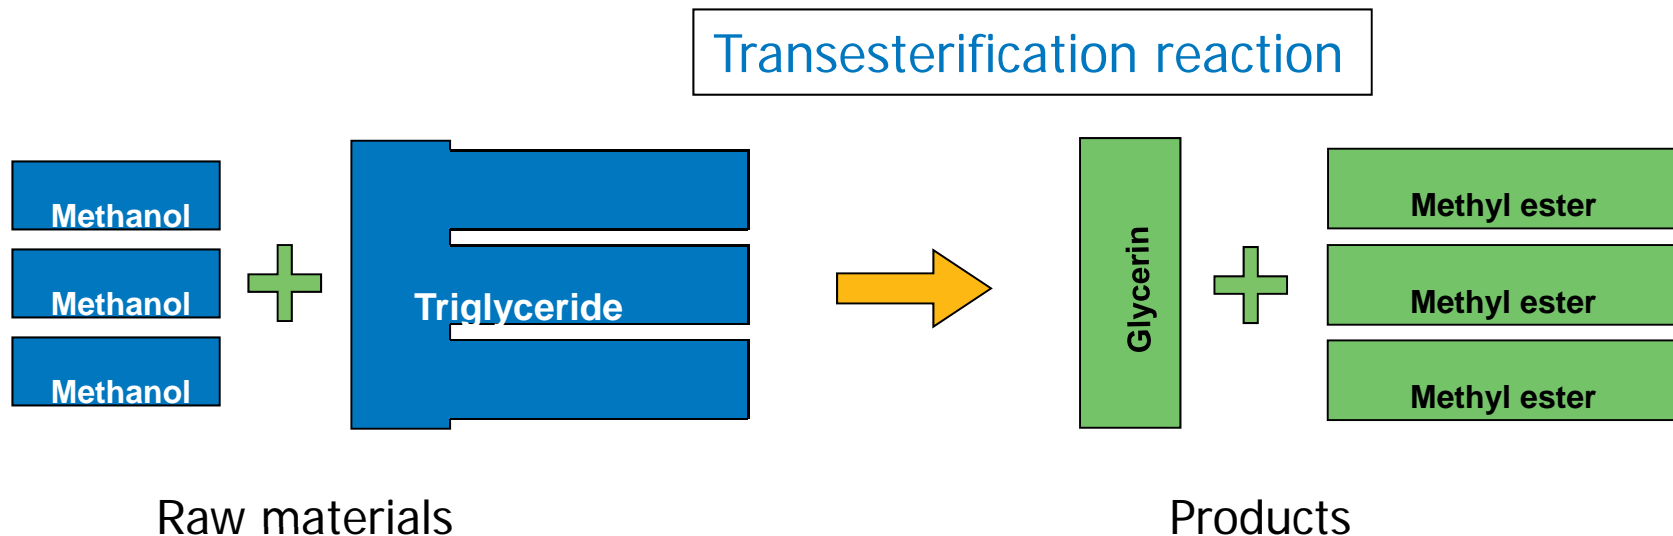 Transesterification reaction
Methanol
Methanol
Methanol
Triglyceride
Glycerin
Methyl ester
Methyl ester
Methyl ester
Raw materials
Products